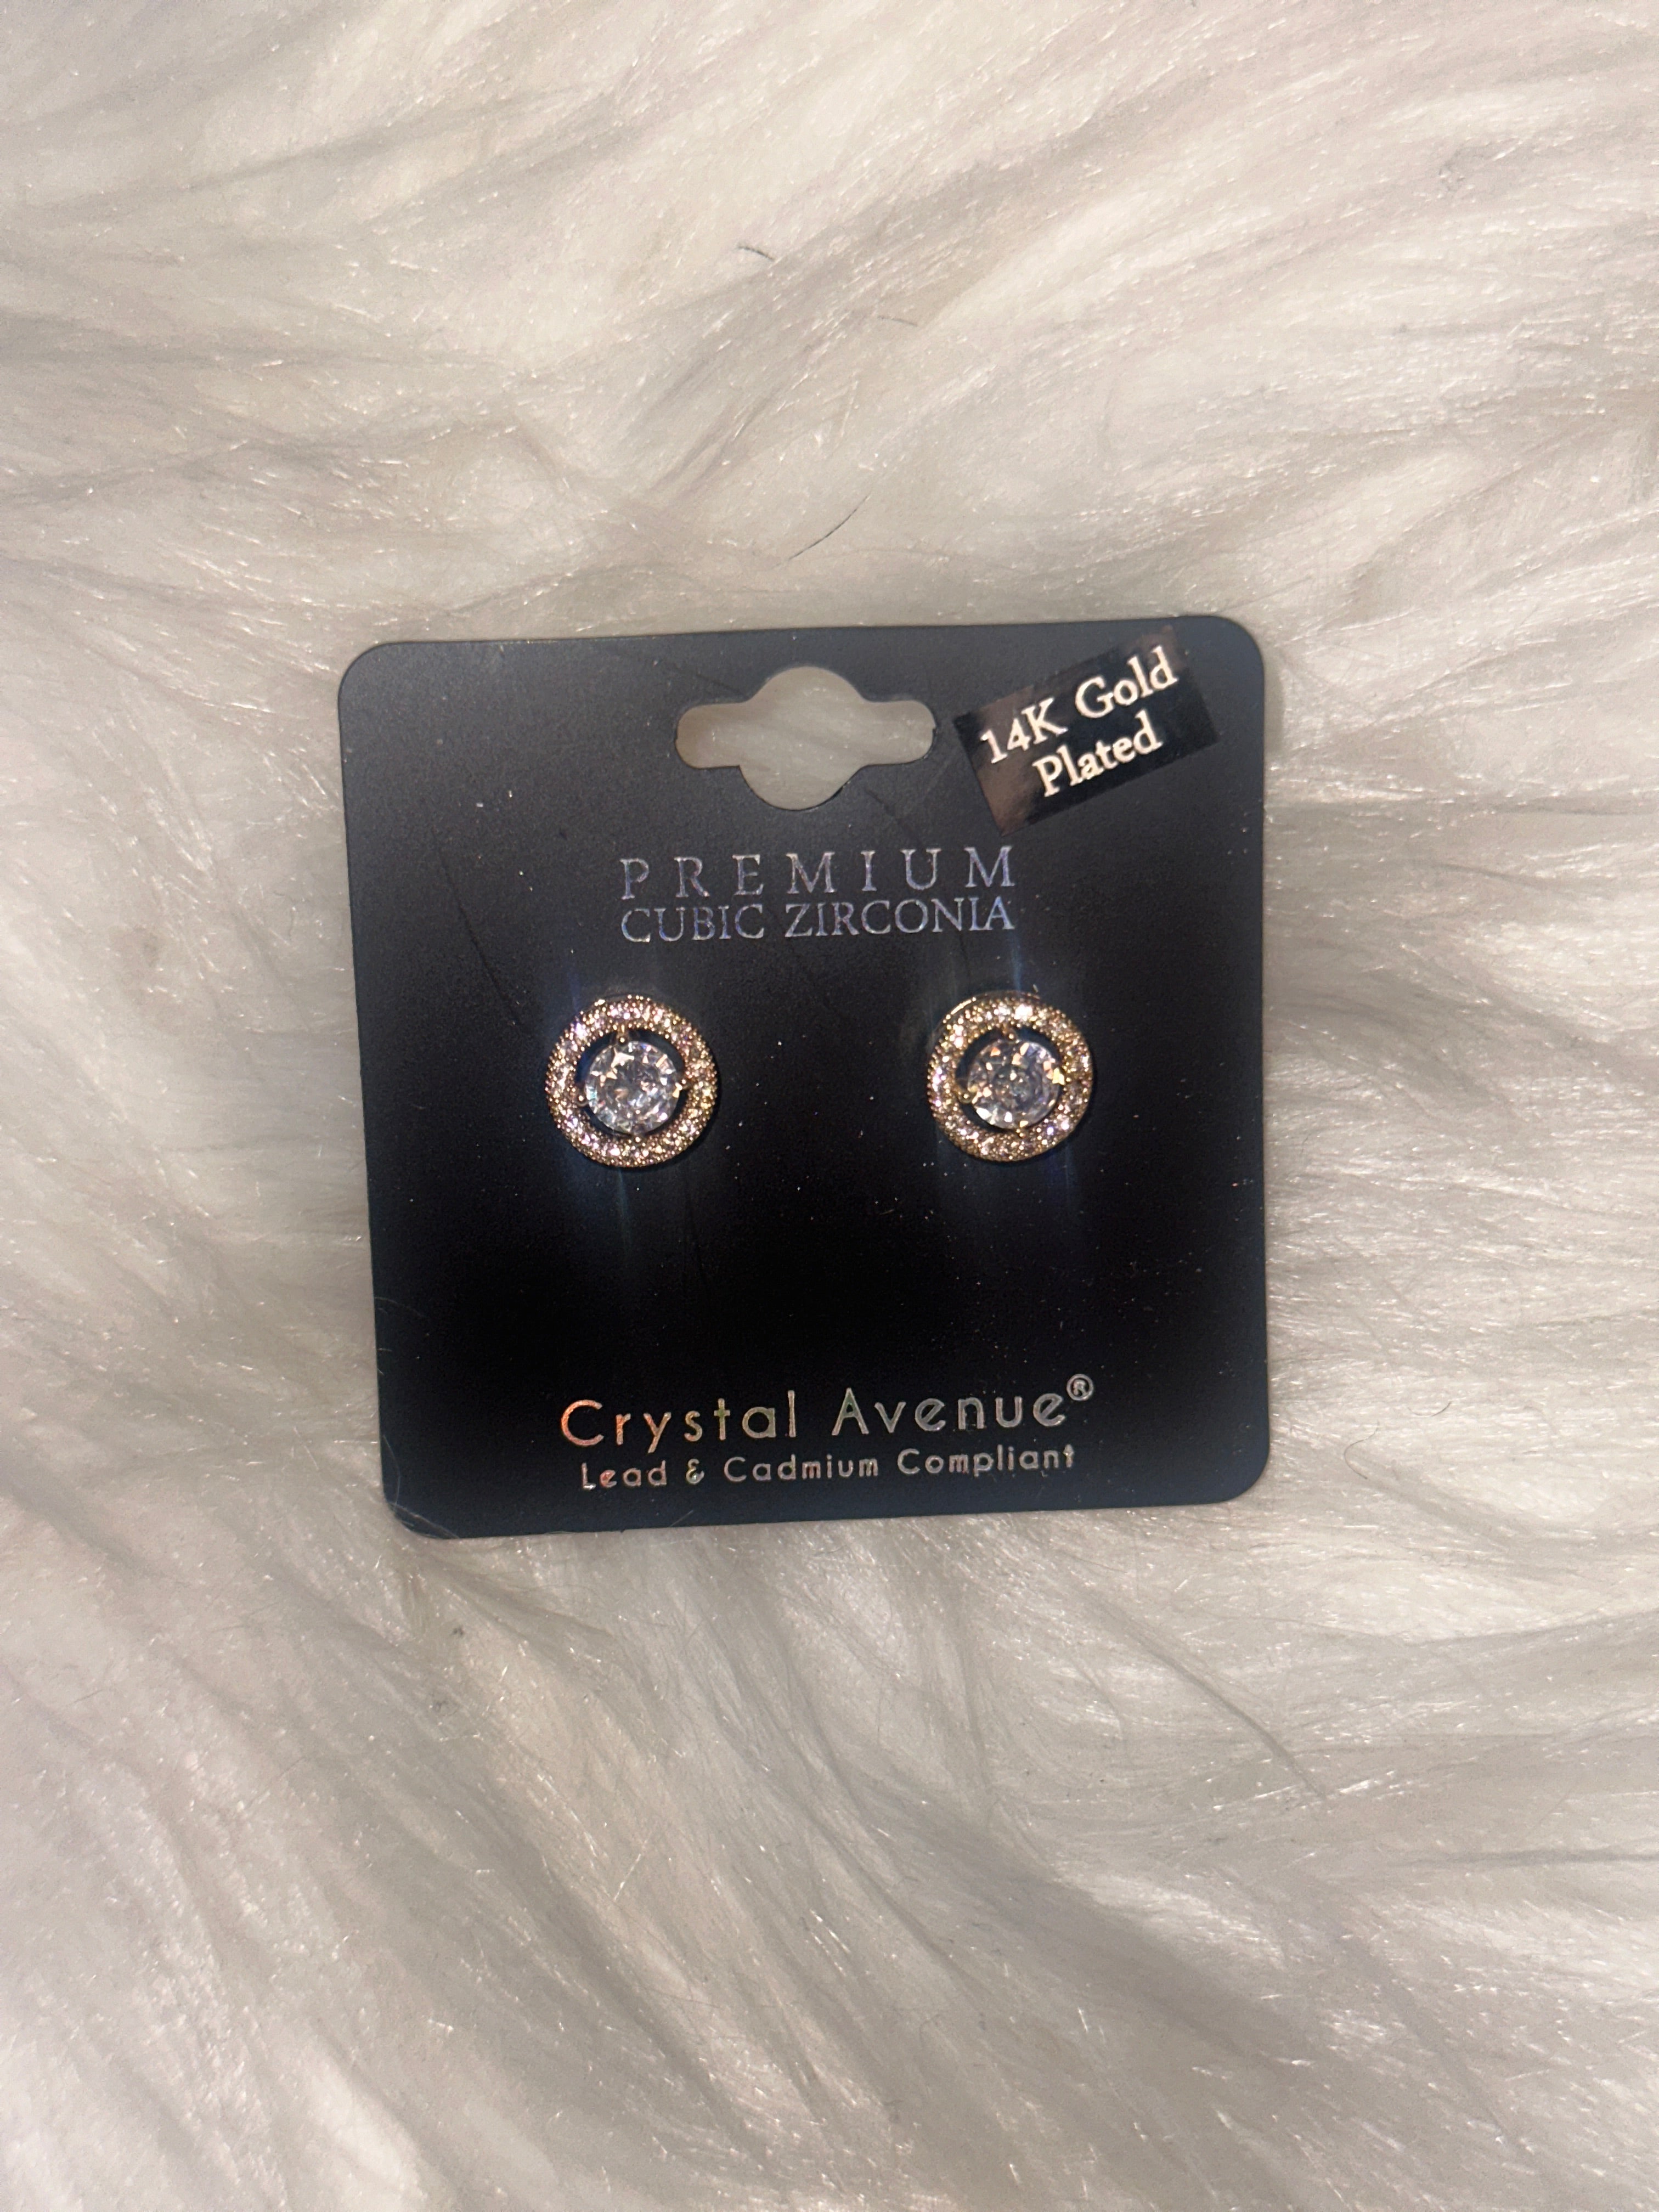 14K Gold
Plated
PREMIUM
CUBIC ZIRCONIA
Crystal Avenue®
Lead & Cadmium Compliant